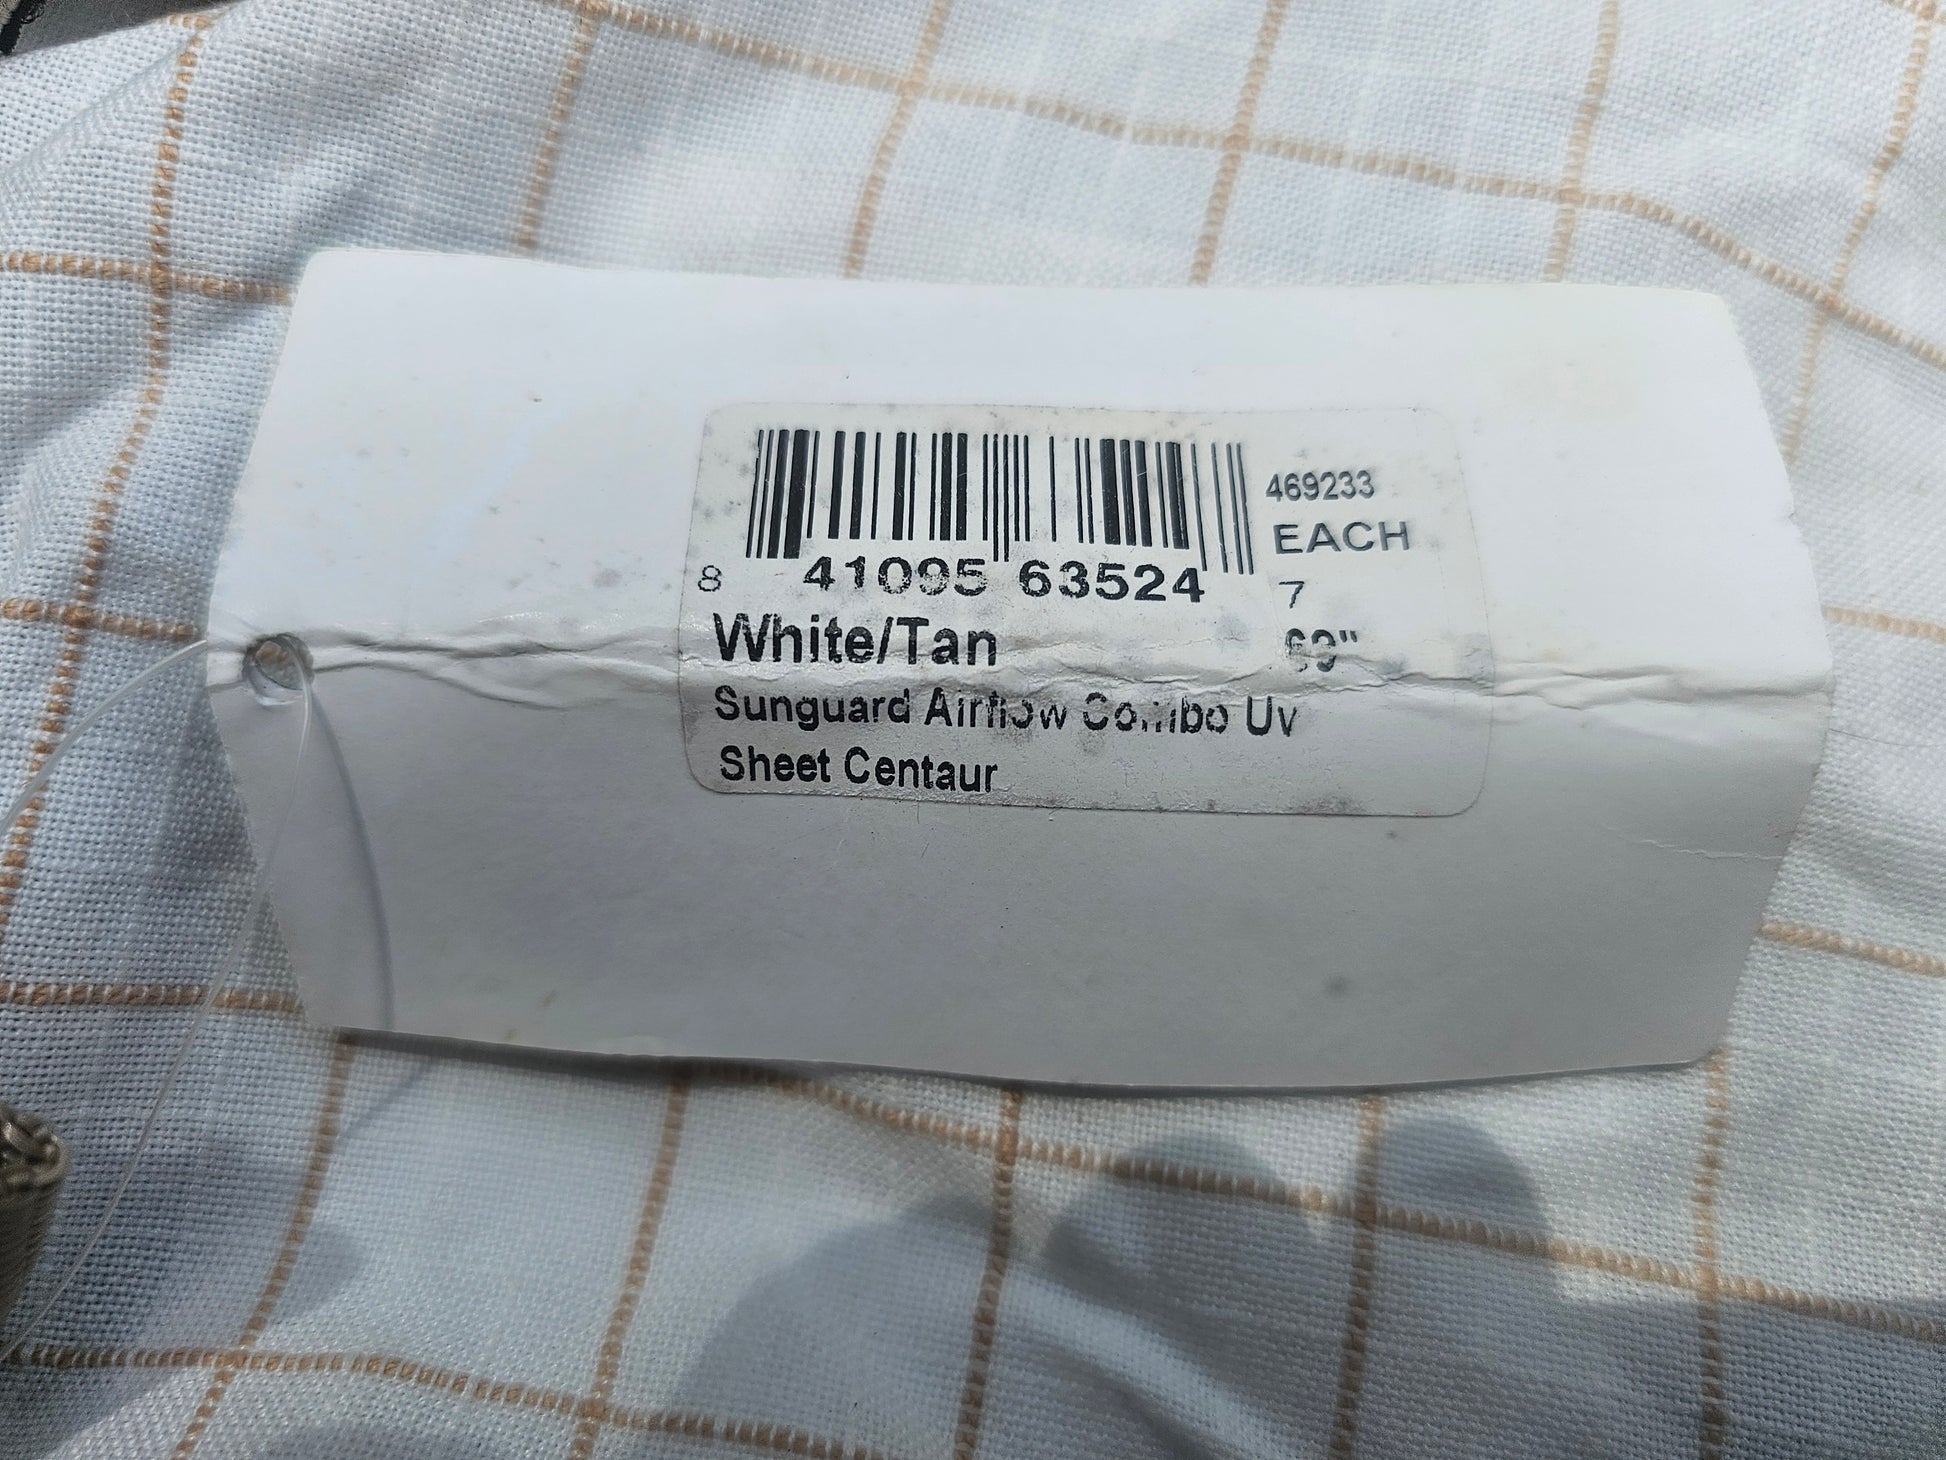 469233
EACH
8 41095 63524 7
White/Tan
Sunguard Airflow Combo Uv
Sheet Centaur